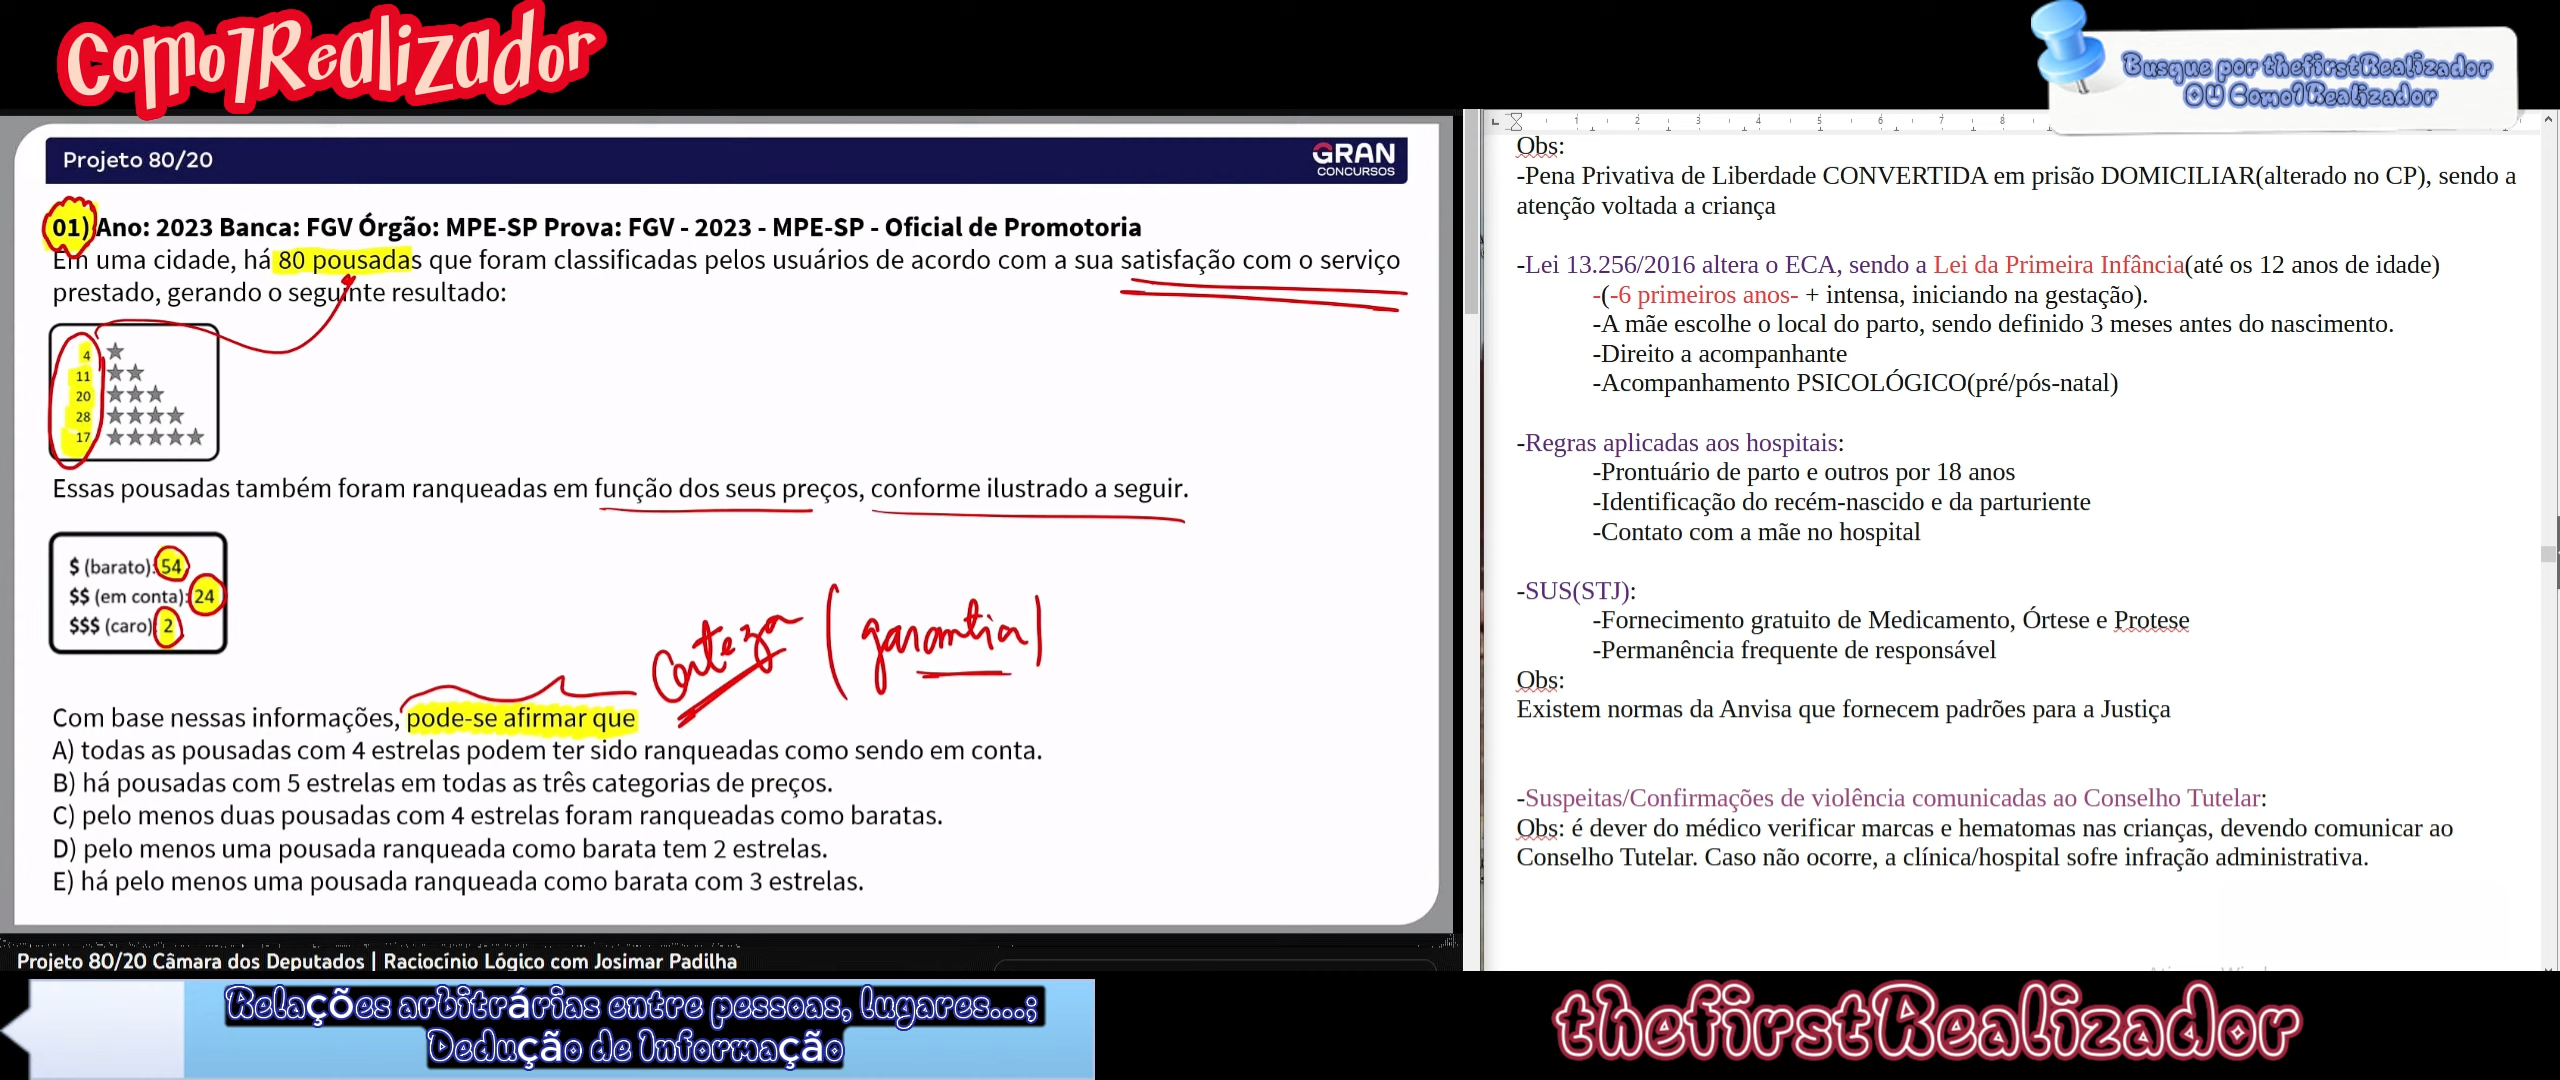 Como1Realizador
Busque por thefirstRealizador
OU Como1Realizador
Projeto 80/20
GRAN
CONCURSOS
01) Ano: 2023 Banca: FGV Órgão: MPE-SP Prova: FGV - 2023 - MPE-SP - Oficial de Promotoria
Em uma cidade, há 80 pousadas que foram classificadas pelos usuários de acordo com a sua satisfação com o serviço
prestado, gerando o seguinte resultado:
4 ★
11 ★★
20 ★★★
28 ★★★★
17 ★★★★★
Essas pousadas também foram ranqueadas em função dos seus preços, conforme ilustrado a seguir.
$ (barato): 54
$$ (em conta): 24
$$$ (caro): 2
Certeza (garantia)
Com base nessas informações, pode-se afirmar que
A) todas as pousadas com 4 estrelas podem ter sido ranqueadas como sendo em conta.
B) há pousadas com 5 estrelas em todas as três categorias de preços.
C) pelo menos duas pousadas com 4 estrelas foram ranqueadas como baratas.
D) pelo menos uma pousada ranqueada como barata tem 2 estrelas.
E) há pelo menos uma pousada ranqueada como barata com 3 estrelas.
Projeto 80/20 Câmara dos Deputados | Raciocínio Lógico com Josimar Padilha
1 2 3 4 5 6 7 8
Obs:
-Pena Privativa de Liberdade CONVERTIDA em prisão DOMICILIAR(alterado no CP), sendo a
atenção voltada a criança
-Lei 13.256/2016 altera o ECA, sendo a Lei da Primeira Infância(até os 12 anos de idade)
-(-6 primeiros anos- + intensa, iniciando na gestação).
-A mãe escolhe o local do parto, sendo definido 3 meses antes do nascimento.
-Direito a acompanhante
-Acompanhamento PSICOLÓGICO(pré/pós-natal)
-Regras aplicadas aos hospitais:
-Prontuário de parto e outros por 18 anos
-Identificação do recém-nascido e da parturiente
-Contato com a mãe no hospital
-SUS(STJ):
-Fornecimento gratuito de Medicamento, Órtese e Protese
-Permanência frequente de responsável
Obs:
Existem normas da Anvisa que fornecem padrões para a Justiça
-Suspeitas/Confirmações de violência comunicadas ao Conselho Tutelar:
Obs: é dever do médico verificar marcas e hematomas nas crianças, devendo comunicar ao
Conselho Tutelar. Caso não ocorre, a clínica/hospital sofre infração administrativa.
Relações arbitrárias entre pessoas, lugares...;
Dedução de Informação
thefirstRealizador